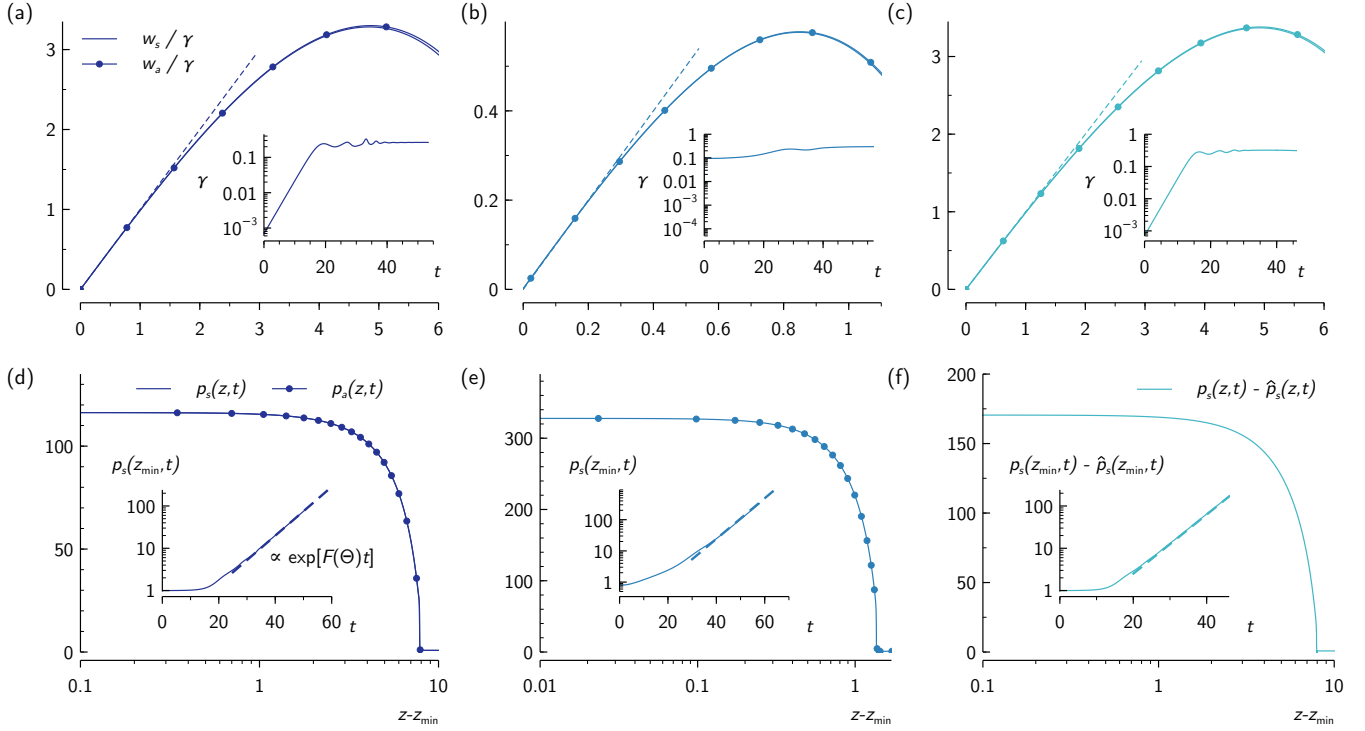 (a)
(b)
(c)
w_s / γ
w_a / γ
3
2
1
0
0 1 2 3 4 5 6
γ
0.1
0.01
10⁻³
0 20 40 t
0.4
0.2
0
0 0.2 0.4 0.6 0.8 1
γ
1
0.1
0.01
10⁻³
10⁻⁴
0 20 40 t
3
2
1
0
0 1 2 3 4 5 6
γ
1
0.1
0.01
10⁻³
0 20 40 t
(d)
(e)
(f)
p_s(z,t) p_a(z,t)
100
50
0
0.1 1 10
z-z_min
p_s(z_min,t)
100
10
1
0 20 40 60 t
∝ exp[F(Θ)t]
300
200
100
0
0.01 0.1 1
z-z_min
p_s(z_min,t)
100
10
1
0 20 40 60 t
p_s(z,t) - p̂_s(z,t)
200
150
100
50
0
0.1 1 10
z-z_min
p_s(z_min,t) - p̂_s(z_min,t)
100
10
1
0 20 40 t